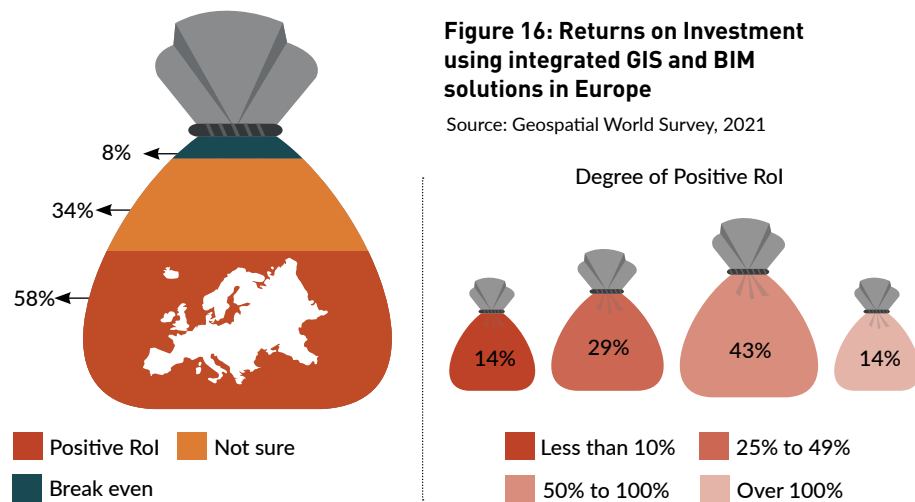 Figure 16: Returns on Investment
using integrated GIS and BIM
solutions in Europe
Source: Geospatial World Survey, 2021
8%
34%
58%
Positive RoI
Not sure
Break even
Degree of Positive RoI
14%
29%
43%
14%
Less than 10%
25% to 49%
50% to 100%
Over 100%